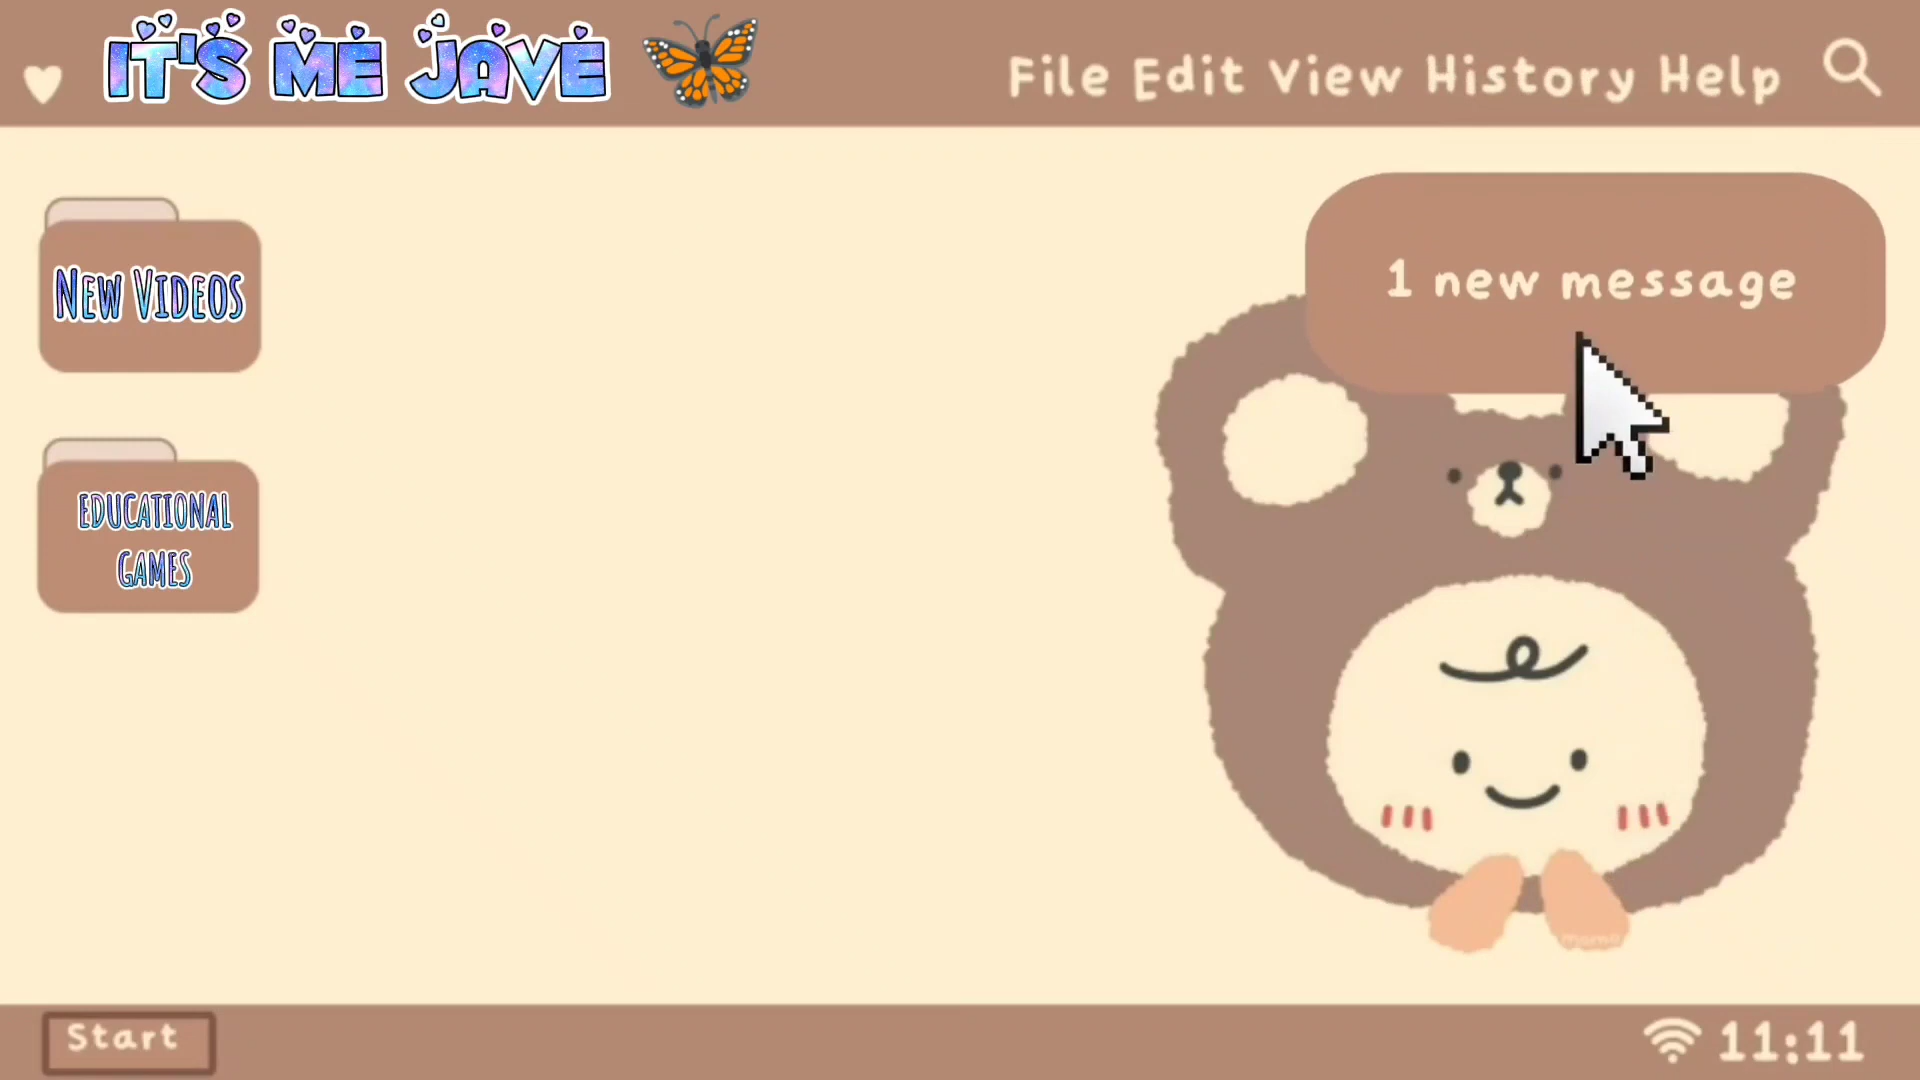 IT'S ME JAVE
File Edit View History Help
New Videos
1 new message
EDUCATIONAL
GAMES
Start
11:11